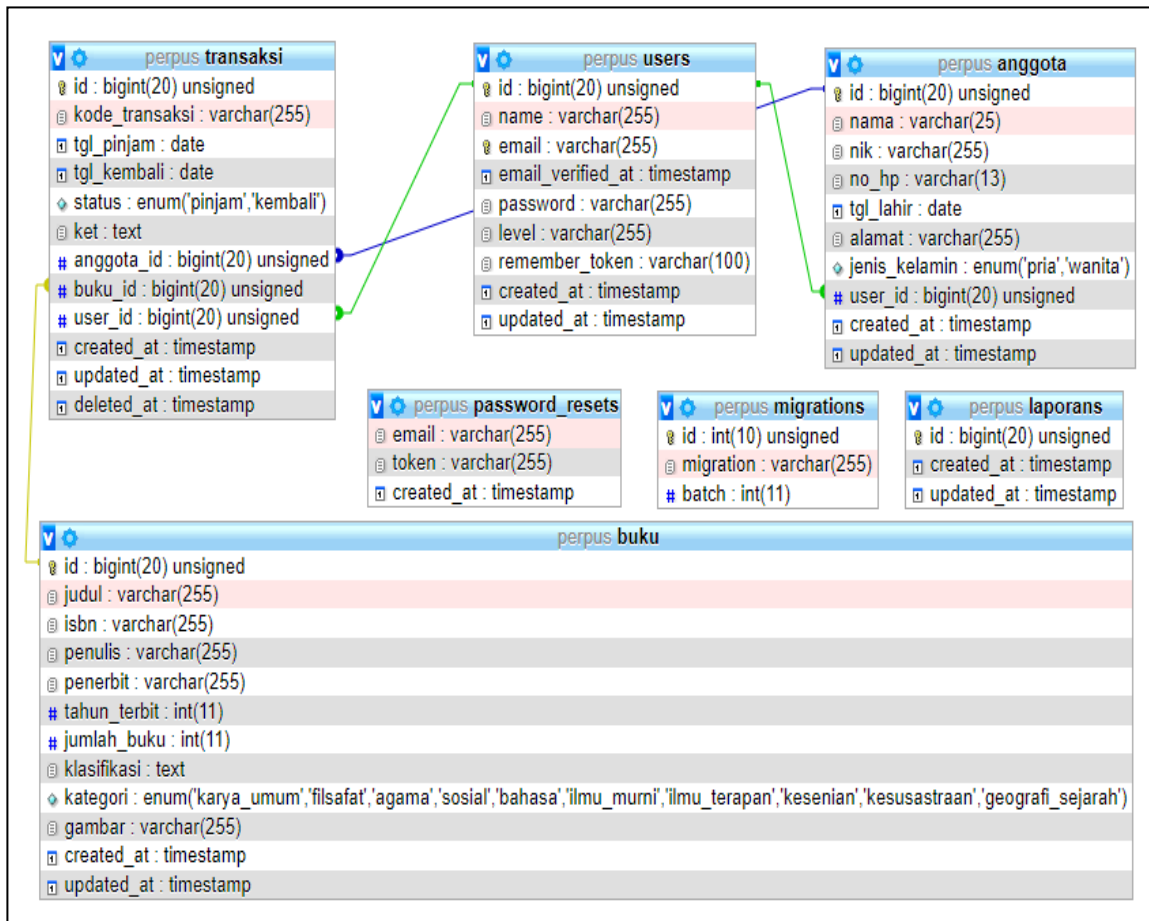 perpus transaksi
id : bigint(20) unsigned
kode_transaksi : varchar(255)
tgl_pinjam : date
tgl_kembali : date
status : enum('pinjam','kembali')
ket : text
anggota_id : bigint(20) unsigned
buku_id : bigint(20) unsigned
user_id : bigint(20) unsigned
created_at : timestamp
updated_at : timestamp
deleted_at : timestamp
perpus users
id : bigint(20) unsigned
name : varchar(255)
email : varchar(255)
email_verified_at : timestamp
password : varchar(255)
level : varchar(255)
remember_token : varchar(100)
created_at : timestamp
updated_at : timestamp
perpus anggota
id : bigint(20) unsigned
nama : varchar(25)
nik : varchar(255)
no_hp : varchar(13)
tgl_lahir : date
alamat : varchar(255)
jenis_kelamin : enum('pria','wanita')
user_id : bigint(20) unsigned
created_at : timestamp
updated_at : timestamp
perpus password_resets
email : varchar(255)
token : varchar(255)
created_at : timestamp
perpus migrations
id : int(10) unsigned
migration : varchar(255)
batch : int(11)
perpus laporans
id : bigint(20) unsigned
created_at : timestamp
updated_at : timestamp
perpus buku
id : bigint(20) unsigned
judul : varchar(255)
isbn : varchar(255)
penulis : varchar(255)
penerbit : varchar(255)
tahun_terbit : int(11)
jumlah_buku : int(11)
klasifikasi : text
kategori : enum('karya_umum','filsafat','agama','sosial','bahasa','ilmu_murni','ilmu_terapan','kesenian','kesusastraan','geografi_sejarah')
gambar : varchar(255)
created_at : timestamp
updated_at : timestamp